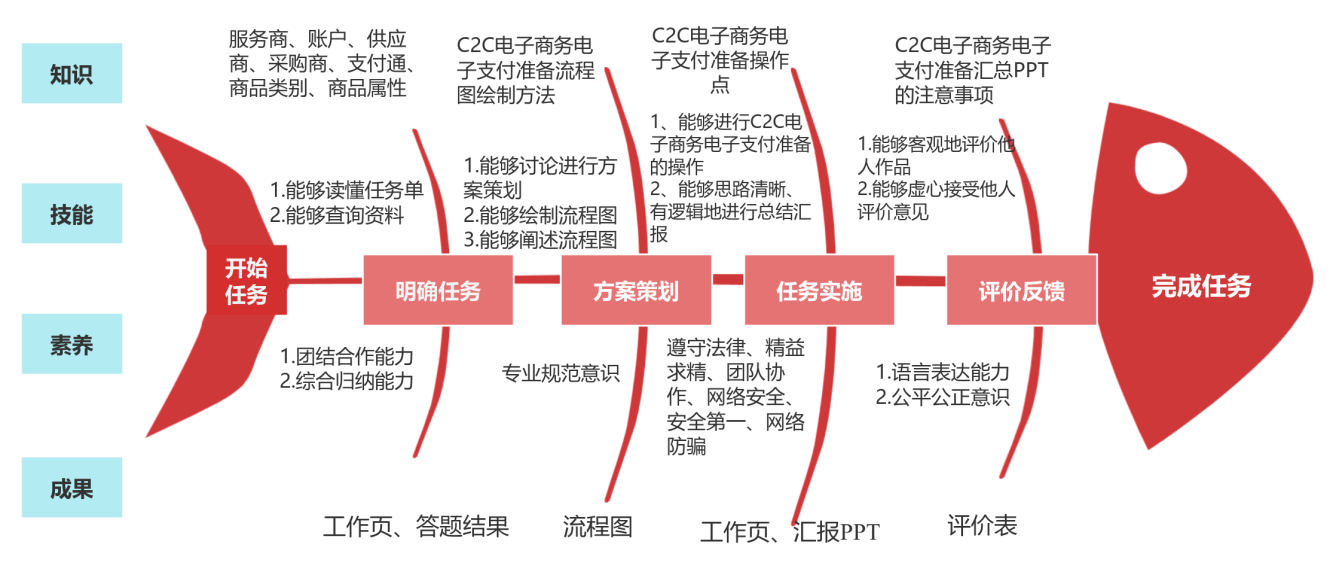 知识
服务商、账户、供应
商、采购商、支付通、
商品类别、商品属性
C2C电子商务电
子支付准备流程
图绘制方法
C2C电子商务电
子支付准备操作
点
C2C电子商务电子
支付准备汇总PPT
的注意事项
技能
1.能够读懂任务单
2.能够查询资料
1.能够讨论进行方
案策划
2.能够绘制流程图
3.能够阐述流程图
1、能够进行C2C电
子商务电子支付准备
的操作
2、能够思路清晰、
有逻辑地进行总结汇
报
1.能够客观地评价他
人作品
2.能够虚心接受他人
评价意见
开始
任务
明确任务
方案策划
任务实施
评价反馈
完成任务
素养
1.团结合作能力
2.综合归纳能力
专业规范意识
遵守法律、精益
求精、团队协
作、网络安全、
安全第一、网络
防骗
1.语言表达能力
2.公平公正意识
成果
工作页、答题结果
流程图
工作页、汇报PPT
评价表